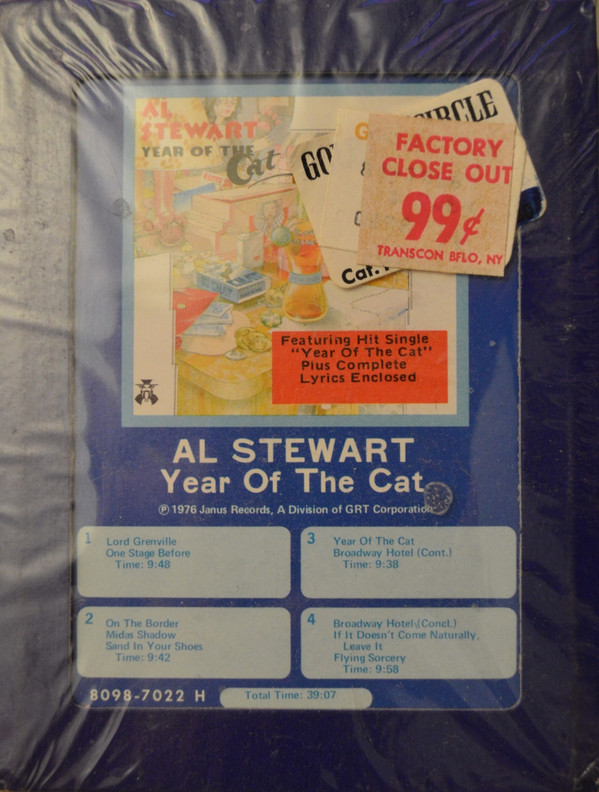 AL
STEWART
YEAR OF THE
Cat
CIRCLE
FACTORY
CLOSE OUT
99¢
TRANSCON BFLO, NY
Featuring Hit Single
"Year Of The Cat"
Plus Complete
Lyrics Enclosed
AL STEWART
Year Of The Cat
℗ 1976 Janus Records, A Division of GRT Corporation
1 Lord Grenville
One Stage Before
Time: 9:48
2 On The Border
Midas Shadow
Sand In Your Shoes
Time: 9:42
3 Year Of The Cat
Broadway Hotel (Cont.)
Time: 9:38
4 Broadway Hotel (Concl.)
If It Doesn't Come Naturally,
Leave It
Flying Sorcery
Time: 9:58
8098-7022 H
Total Time: 39:07